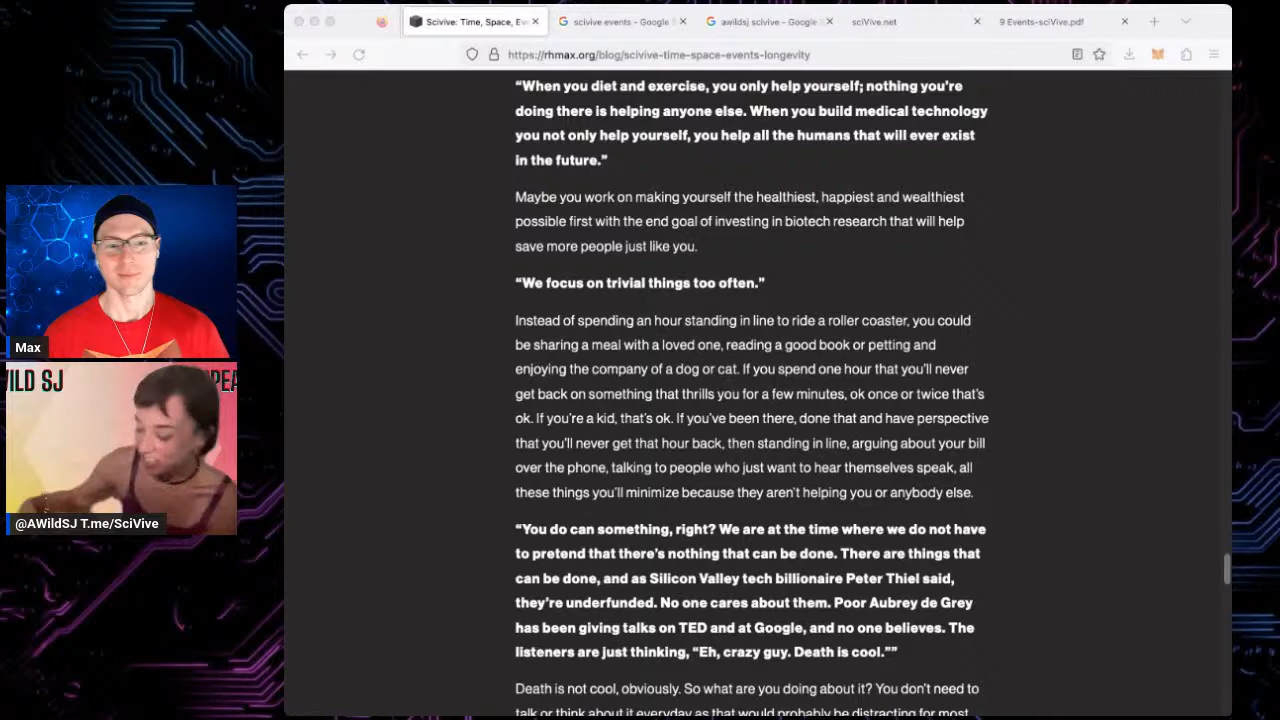 Scivive: Time, Space, Ev
scivive events - Google
awildsj scivive - Google
sciVive.net
9 Events-sciVive.pdf
https://rhmax.org/blog/scivive-time-space-events-longevity
“When you diet and exercise, you only help yourself; nothing you’re
doing there is helping anyone else. When you build medical technology
you not only help yourself, you help all the humans that will ever exist
in the future.”
Maybe you work on making yourself the healthiest, happiest and wealthiest
possible first with the end goal of investing in biotech research that will help
save more people just like you.
“We focus on trivial things too often.”
Instead of spending an hour standing in line to ride a roller coaster, you could
be sharing a meal with a loved one, reading a good book or petting and
enjoying the company of a dog or cat. If you spend one hour that you’ll never
get back on something that thrills you for a few minutes, ok once or twice that’s
ok. If you’re a kid, that’s ok. If you’ve been there, done that and have perspective
that you’ll never get that hour back, then standing in line, arguing about your bill
over the phone, talking to people who just want to hear themselves speak, all
these things you’ll minimize because they aren’t helping you or anybody else.
“You do can something, right? We are at the time where we do not have
to pretend that there’s nothing that can be done. There are things that
can be done, and as Silicon Valley tech billionaire Peter Thiel said,
they’re underfunded. No one cares about them. Poor Aubrey de Grey
has been giving talks on TED and at Google, and no one believes. The
listeners are just thinking, “Eh, crazy guy. Death is cool.””
Death is not cool, obviously. So what are you doing about it? You don’t need to
talk or think about it everyday as that would probably be distracting for most
Max
WILD SJ
PEA
@AWildSJ T.me/SciVive